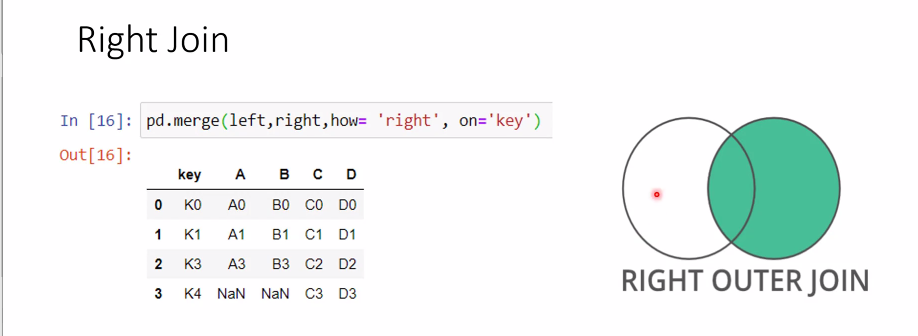 Right Join
In [16]: pd.merge(left,right,how= 'right', on='key')
Out[16]:
key A B C D
0 K0 A0 B0 C0 D0
1 K1 A1 B1 C1 D1
2 K3 A3 B3 C2 D2
3 K4 NaN NaN C3 D3
RIGHT OUTER JOIN